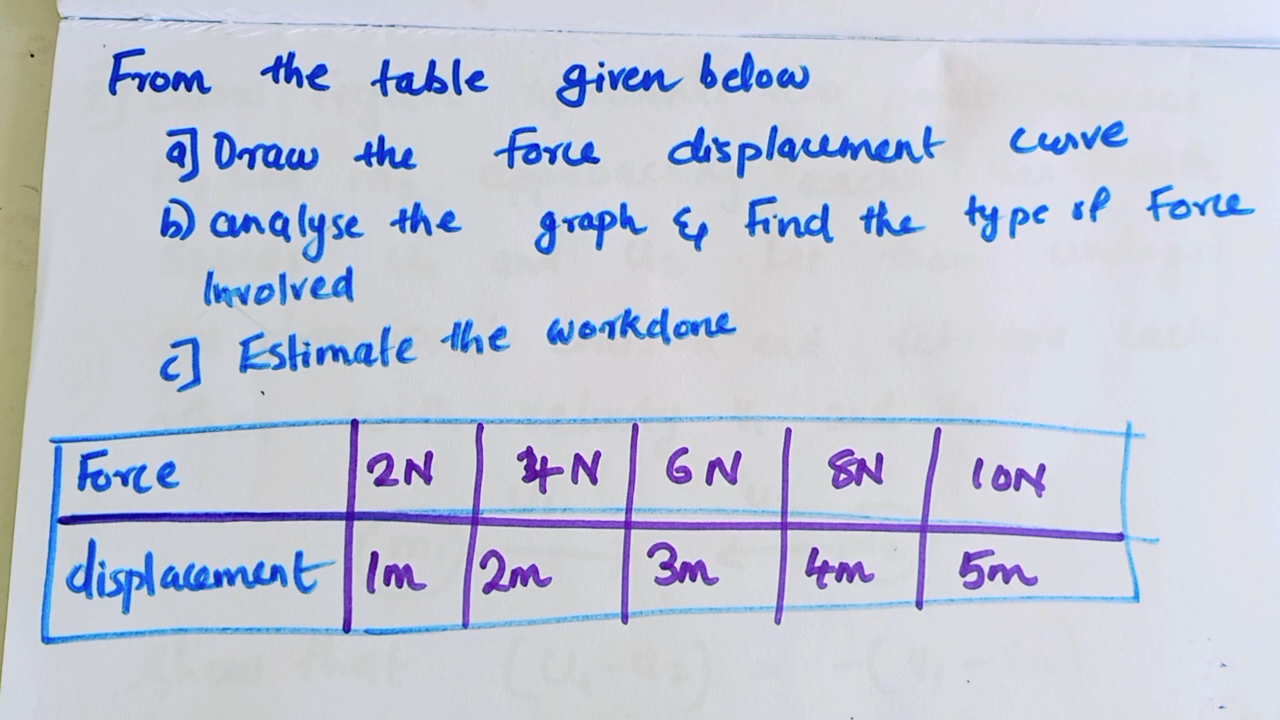 From the table given below
a] Draw the force displacement curve
b) analyse the graph & Find the type of Force
Involved
c] Estimate the workdone
Force 2N 4N 6N 8N 10N
displacement 1m 2m 3m 4m 5m